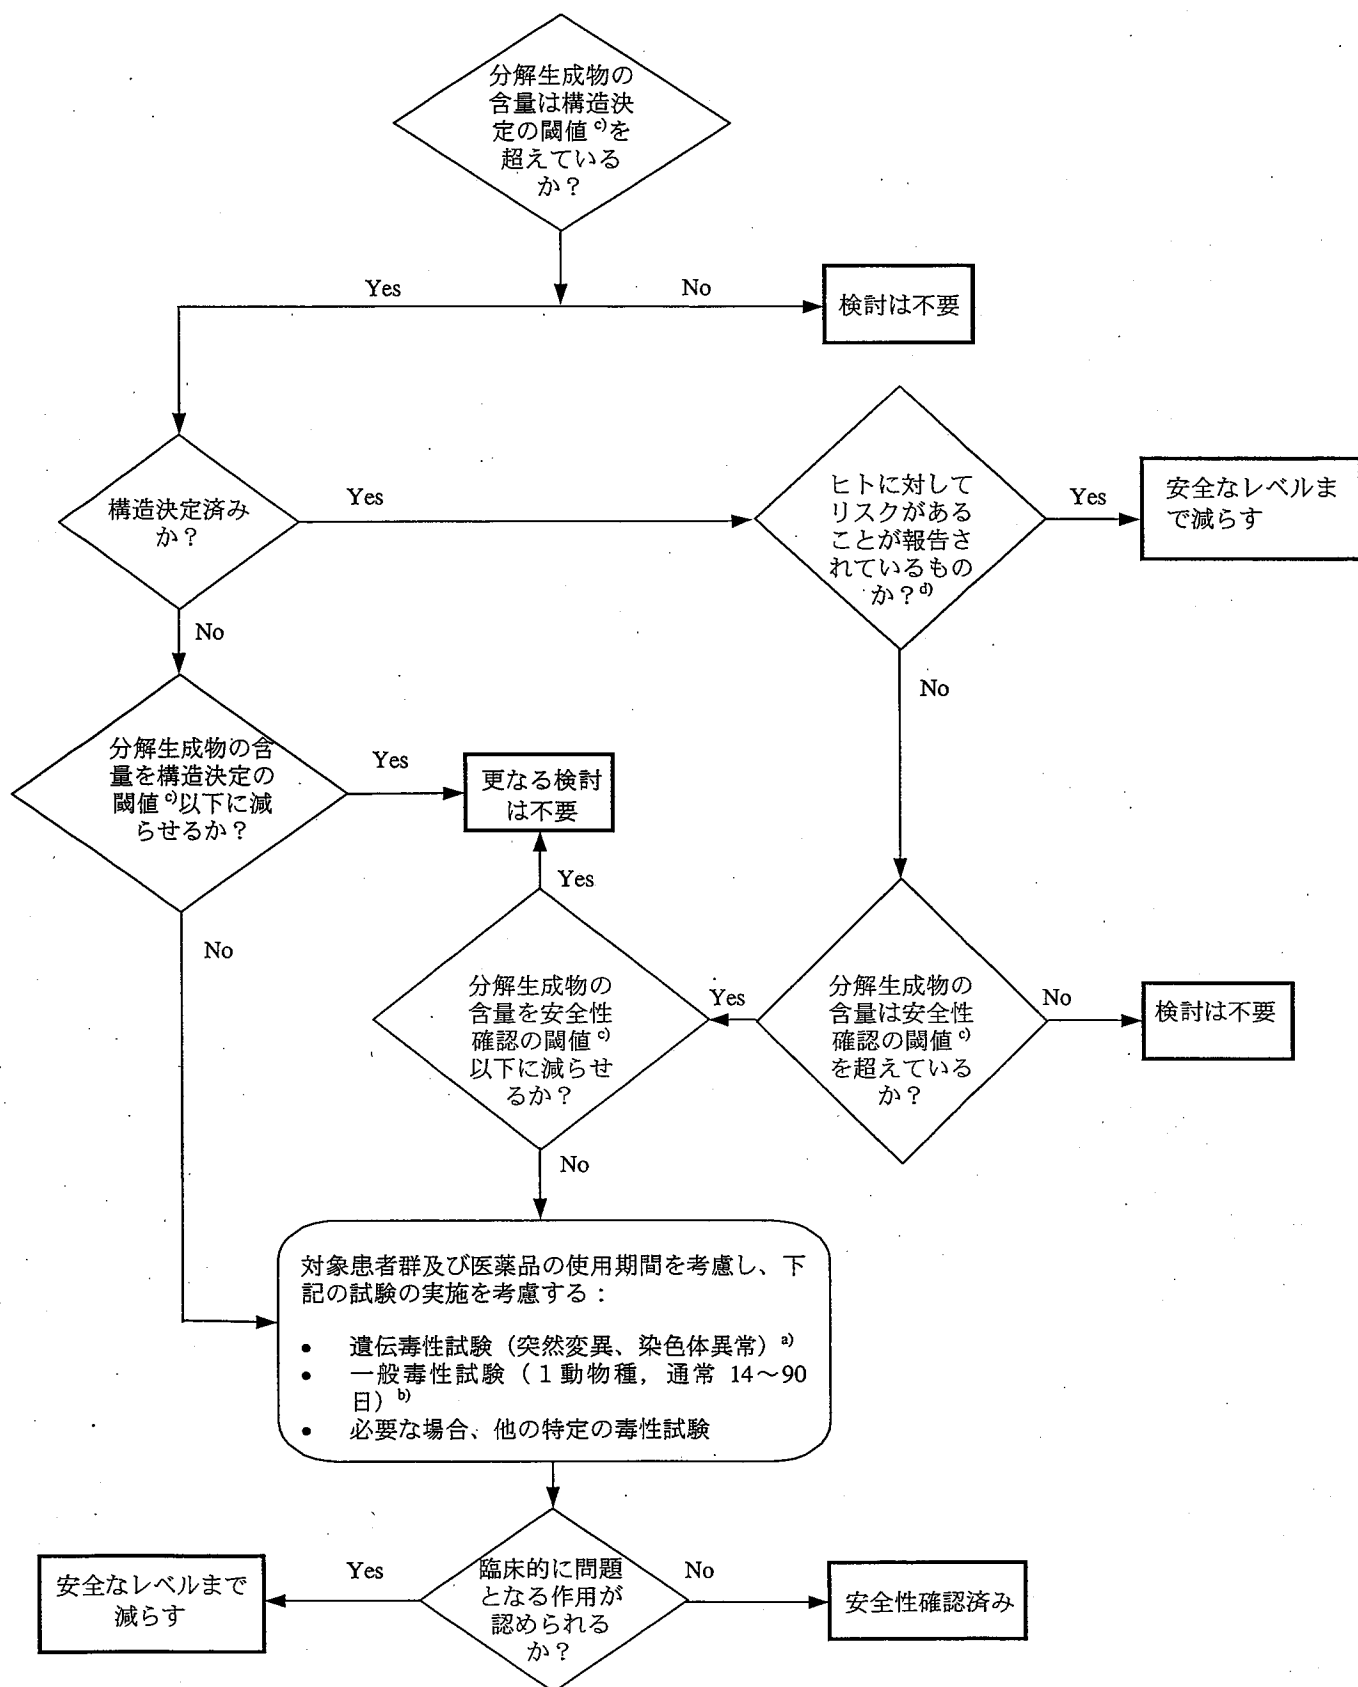 分解生成物の
含量は構造決
定の閾値 c)を
超えている
か？
Yes
No
検討は不要
構造決定済み
か？
Yes
ヒトに対して
リスクがある
ことが報告さ
れているもの
か？d)
Yes
安全なレベルま
で減らす
No
No
分解生成物の含
量を構造決定の
閾値 c)以下に減
らせるか？
Yes
更なる検討
は不要
Yes
No
分解生成物の
含量を安全性
確認の閾値 c)
以下に減らせ
るか？
Yes
分解生成物の
含量は安全性
確認の閾値 c)
を超えている
か？
No
検討は不要
No
対象患者群及び医薬品の使用期間を考慮し、下
記の試験の実施を考慮する：
• 遺伝毒性試験（突然変異、染色体異常）a)
• 一般毒性試験（１動物種，通常 14～90
日）b)
• 必要な場合、他の特定の毒性試験
安全なレベルまで
減らす
Yes
臨床的に問題
となる作用が
認められる
か？
No
安全性確認済み